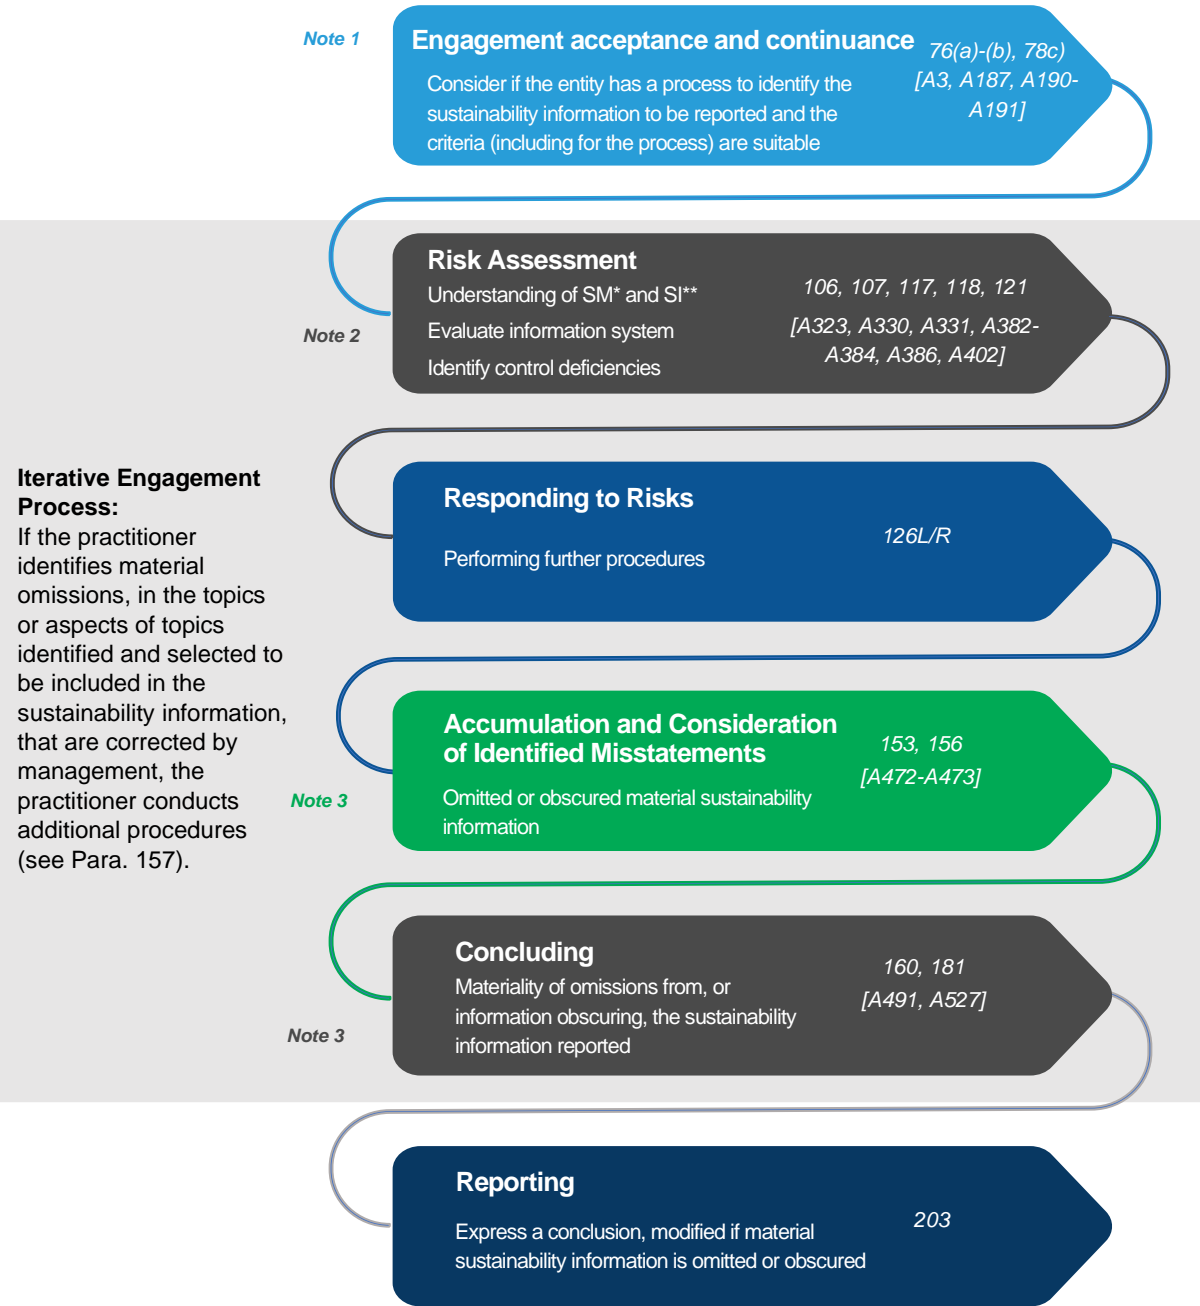 Note 1
Engagement acceptance and continuance
Consider if the entity has a process to identify the
sustainability information to be reported and the
criteria (including for the process) are suitable
76(a)-(b), 78c)
[A3, A187, A190-
A191]
Risk Assessment
Understanding of SM* and SI**
Evaluate information system
Identify control deficiencies
106, 107, 117, 118, 121
[A323, A330, A331, A382-
A384, A386, A402]
Note 2
Iterative Engagement
Process:
If the practitioner
identifies material
omissions, in the topics
or aspects of topics
identified and selected to
be included in the
sustainability information,
that are corrected by
management, the
practitioner conducts
additional procedures
(see Para. 157).
Responding to Risks
Performing further procedures
126L/R
Accumulation and Consideration
of Identified Misstatements
Omitted or obscured material sustainability
information
153, 156
[A472-A473]
Note 3
Concluding
Materiality of omissions from, or
information obscuring, the sustainability
information reported
160, 181
[A491, A527]
Note 3
Reporting
Express a conclusion, modified if material
sustainability information is omitted or obscured
203